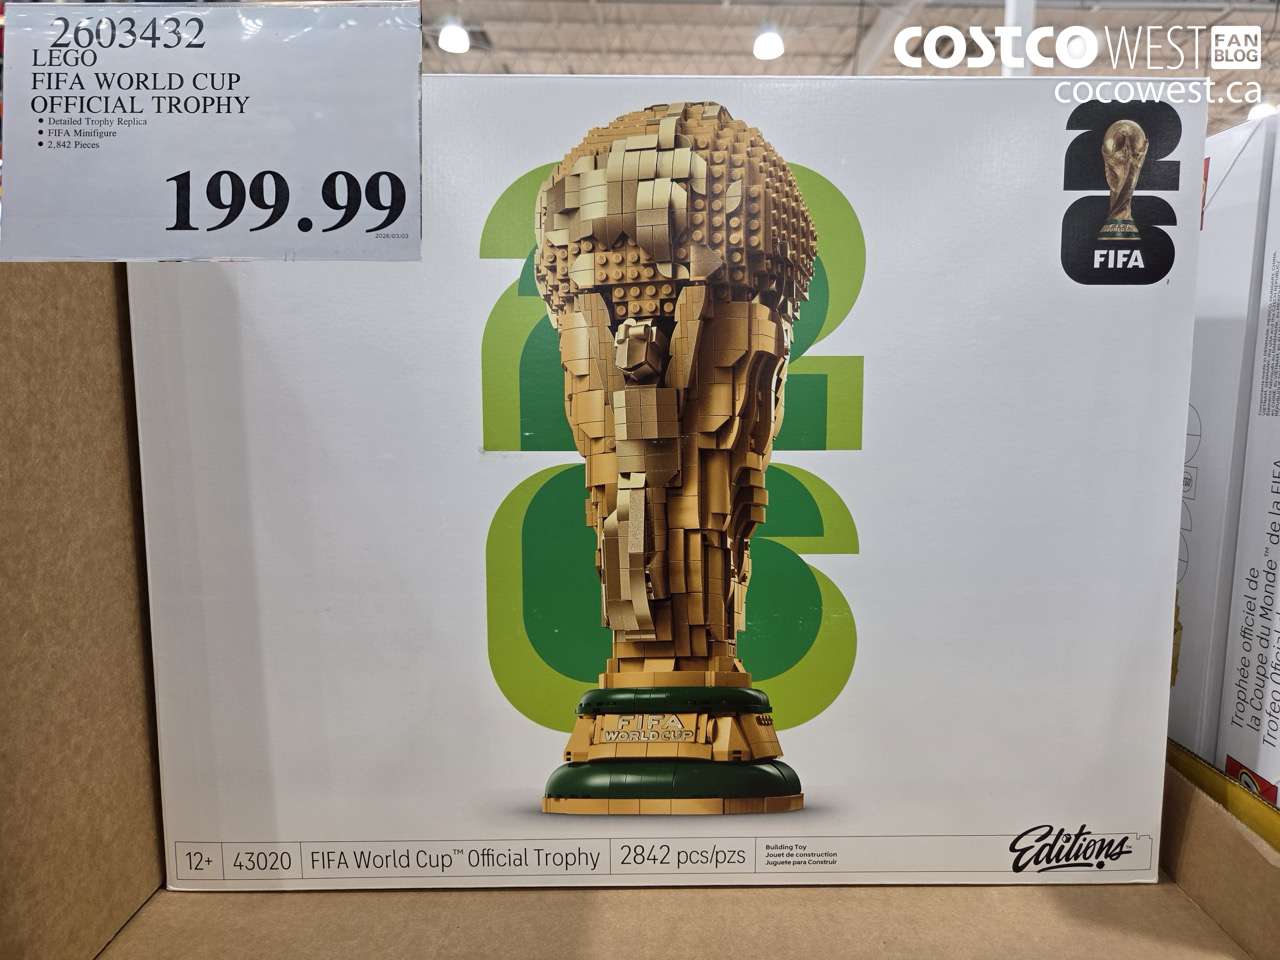 2603432
LEGO
FIFA WORLD CUP
OFFICIAL TROPHY
• Detailed Trophy Replica
• FIFA Minifigure
• 2,842 Pieces
199.99
COSTCO WEST FAN BLOG
cocowest.ca
26
FIFA
FIFA
WORLD CUP
12+ 43020 FIFA World Cup™ Official Trophy 2842 pcs/pzs
Building Toy
Jouet de construction
Juguete para Construir
Editions
Trophée officiel de
la Coupe du Monde™ de la FIFA